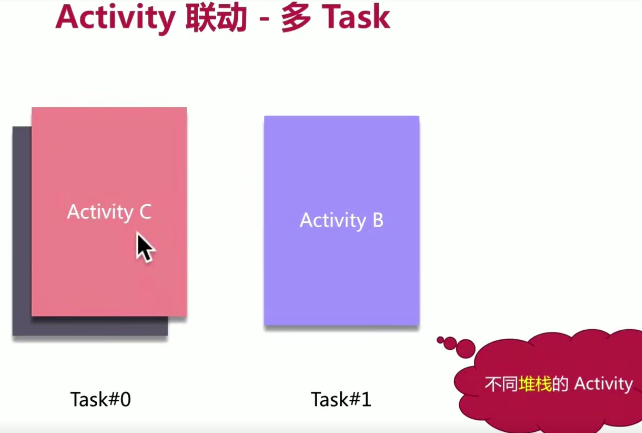 Activity 联动 - 多 Task
Activity C
Activity B
Task#0
Task#1
不同堆栈的 Activity